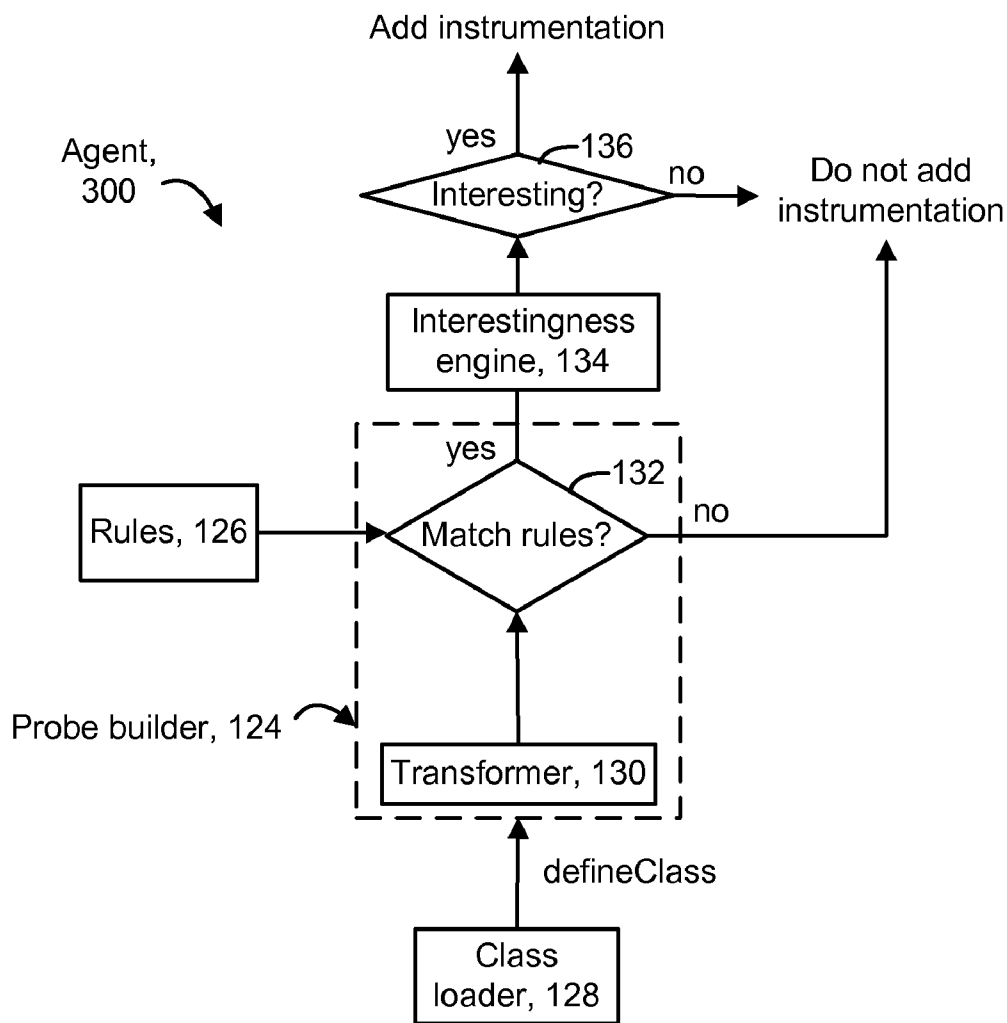 Add instrumentation
yes
136
Agent,
300
Interesting?
no
Do not add
instrumentation
Interestingness
engine, 134
yes
132
Rules, 126
Match rules?
no
Probe builder, 124
Transformer, 130
defineClass
Class
loader, 128